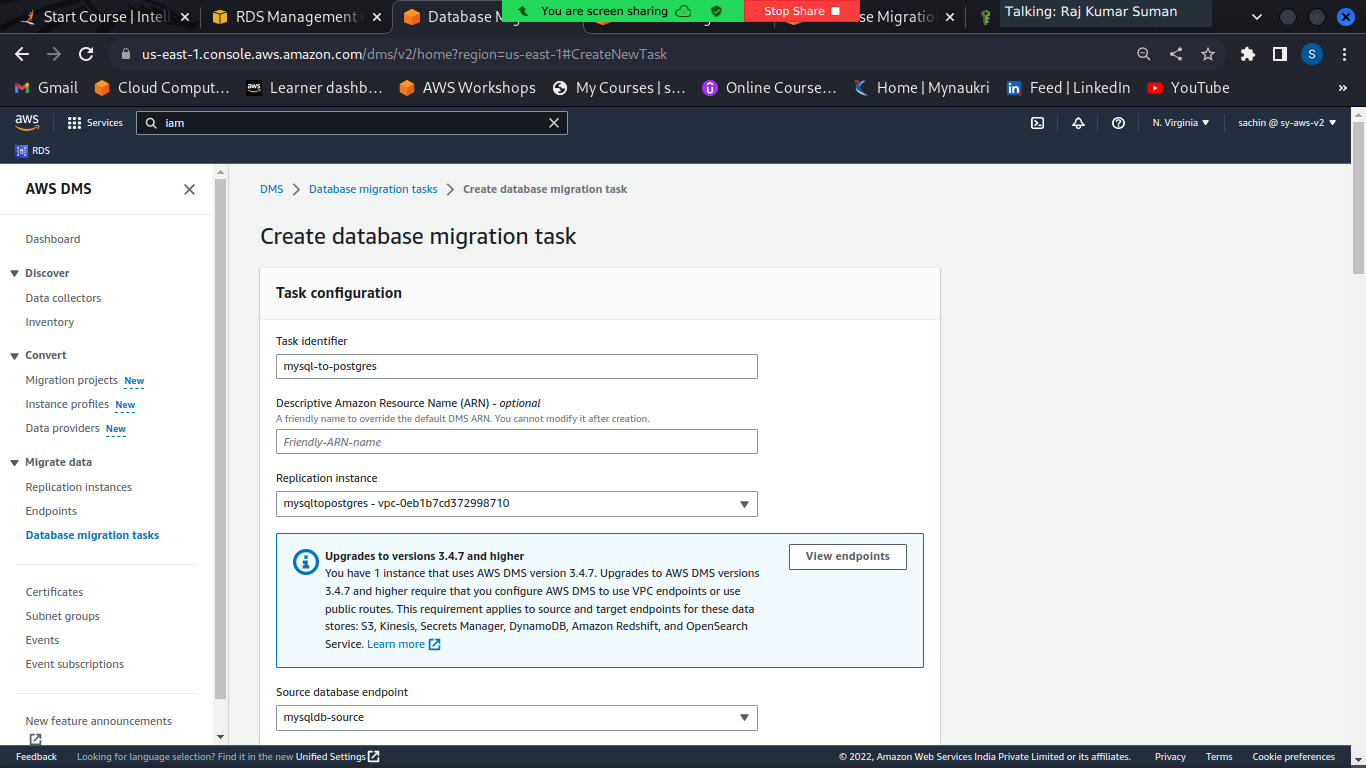 Start Course | Intell
RDS Management
Database M
You are screen sharing
Stop Share
ase Migratio
Talking: Raj Kumar Suman
us-east-1.console.aws.amazon.com/dms/v2/home?region=us-east-1#CreateNewTask
S
Gmail
Cloud Comput…
aws
Learner dashb…
AWS Workshops
My Courses | s…
Online Course…
Home | Mynaukri
Feed | LinkedIn
YouTube
»
aws
Services
iam
N. Virginia
sachin @ sy-aws-v2
RDS
AWS DMS
Dashboard
Discover
Data collectors
Inventory
Convert
Migration projects New
Instance profiles New
Data providers New
Migrate data
Replication instances
Endpoints
Database migration tasks
Certificates
Subnet groups
Events
Event subscriptions
New feature announcements
DMS
Database migration tasks
Create database migration task
Create database migration task
Task configuration
Task identifier
mysql-to-postgres
Descriptive Amazon Resource Name (ARN) - optional
A friendly name to override the default DMS ARN. You cannot modify it after creation.
Friendly-ARN-name
Replication instance
mysqltopostgres - vpc-0eb1b7cd372998710
Upgrades to versions 3.4.7 and higher
You have 1 instance that uses AWS DMS version 3.4.7. Upgrades to AWS DMS versions
3.4.7 and higher require that you configure AWS DMS to use VPC endpoints or use
public routes. This requirement applies to source and target endpoints for these data
stores: S3, Kinesis, Secrets Manager, DynamoDB, Amazon Redshift, and OpenSearch
Service. Learn more
View endpoints
Source database endpoint
mysqldb-source
Feedback
Looking for language selection? Find it in the new Unified Settings
© 2022, Amazon Web Services India Private Limited or its affiliates.
Privacy
Terms
Cookie preferences